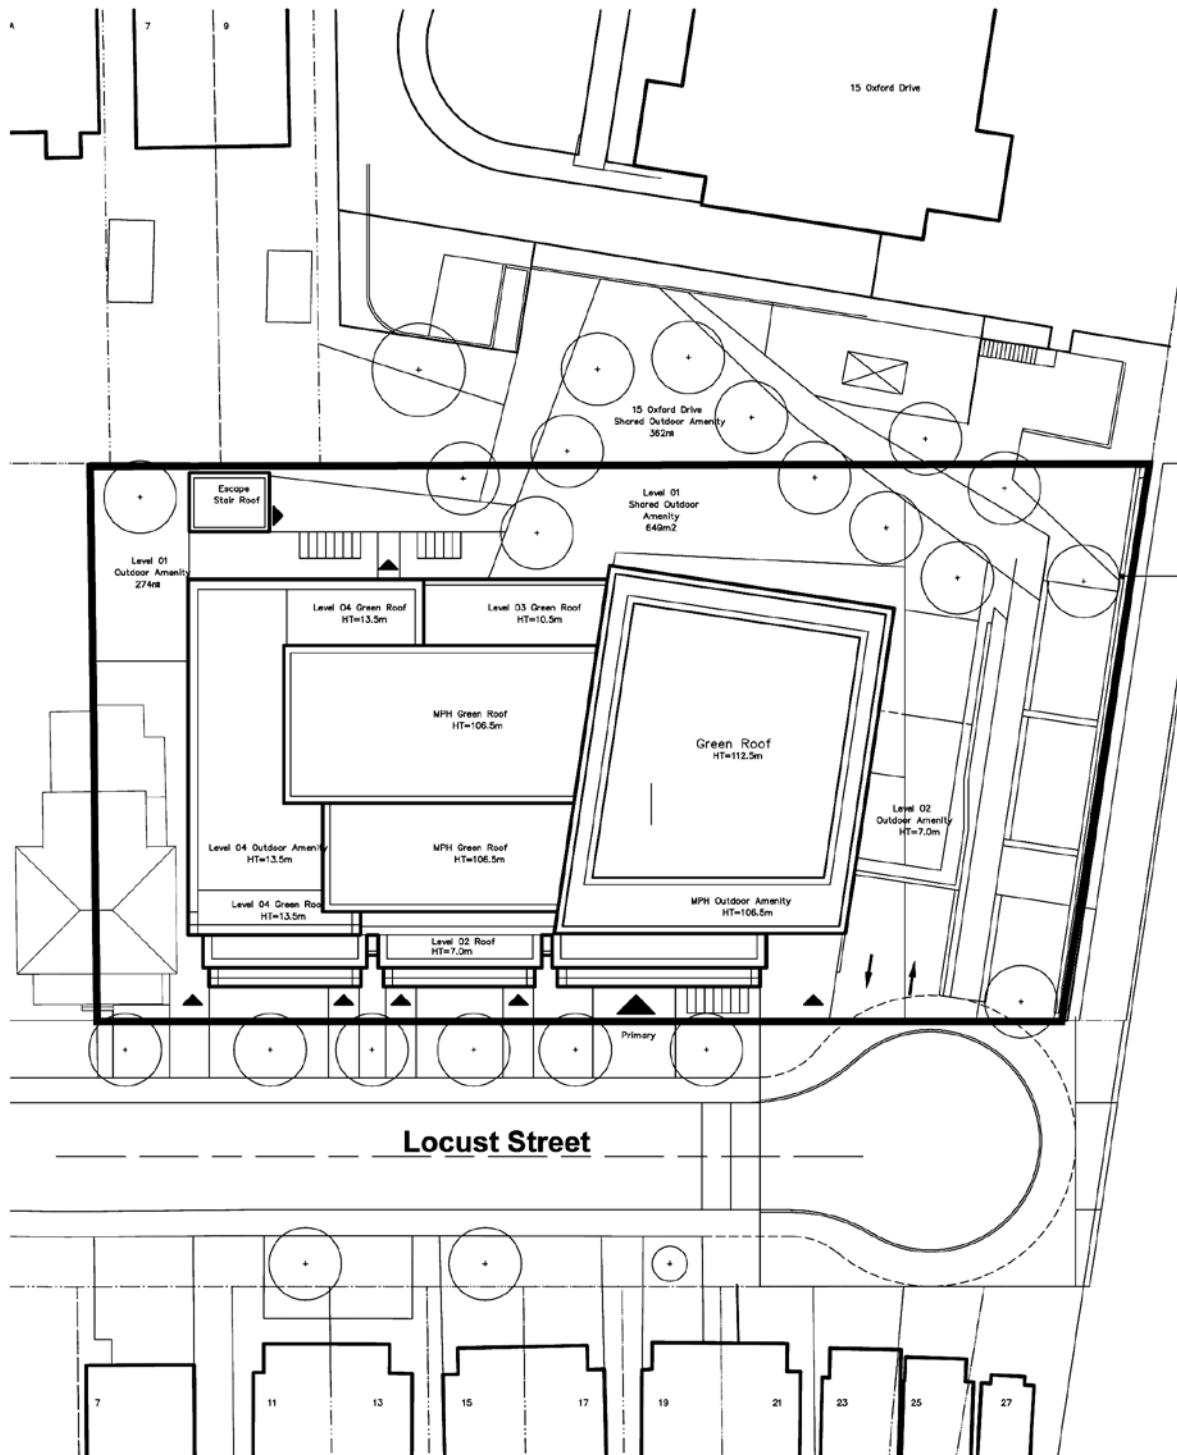 A
7
9
15 Oxford Drive
15 Oxford Drive
Shared Outdoor Amenity
362m²
Escape
Stair Roof
Level 01
Shared Outdoor
Amenity
649m2
Level 01
Outdoor Amenity
274m²
Level 04 Green Roof
HT=13.5m
Level 03 Green Roof
HT=10.5m
MPH Green Roof
HT=106.5m
Green Roof
HT=112.5m
Level 02
Outdoor Amenity
HT=7.0m
Level 04 Outdoor Amenity
HT=13.5m
MPH Green Roof
HT=106.5m
Level 04 Green Roof
HT=13.5m
MPH Outdoor Amenity
HT=106.5m
Level 02 Roof
HT=7.0m
Primary
Locust Street
7
11
13
15
17
19
21
23
25
27